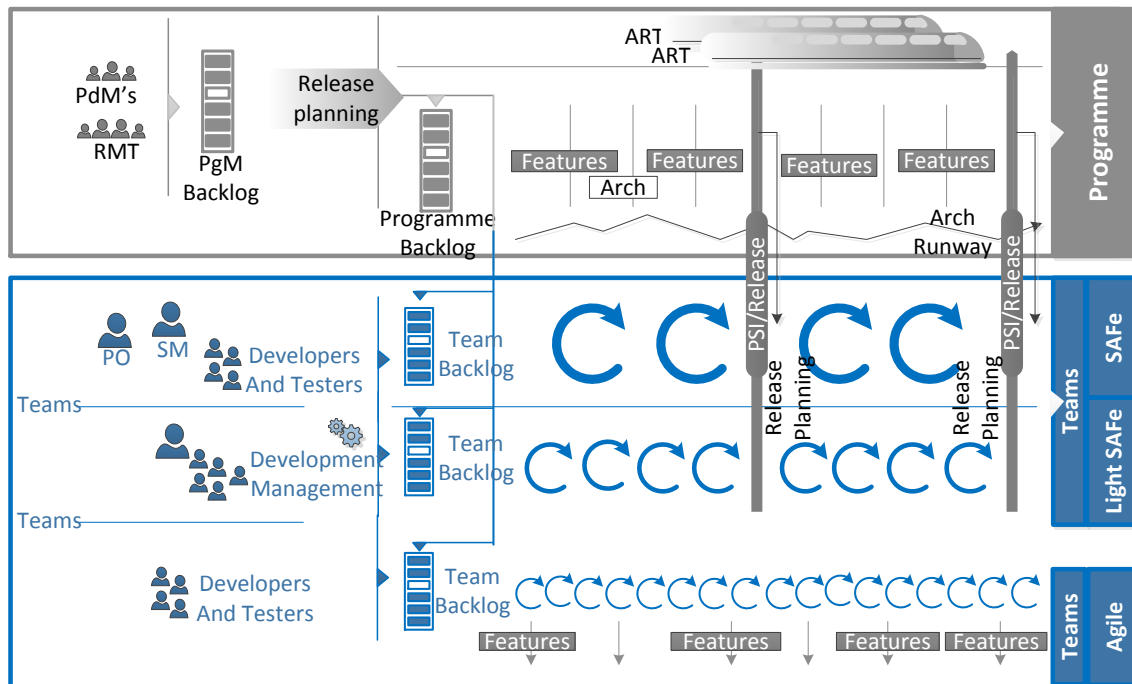 ART
ART
PdM's
RMT
PgM
Backlog
Release
planning
Programme
Backlog
Features
Features
Features
Features
Arch
Arch
Runway
PSI/Release
PSI/Release
Programme
PO
SM
Developers
And Testers
Team
Backlog
Release
Planning
Release
Planning
Teams
SAFe
Teams
Development
Management
Team
Backlog
Light SAFe
Teams
Developers
And Testers
Team
Backlog
Features
Features
Features
Features
Teams
Agile